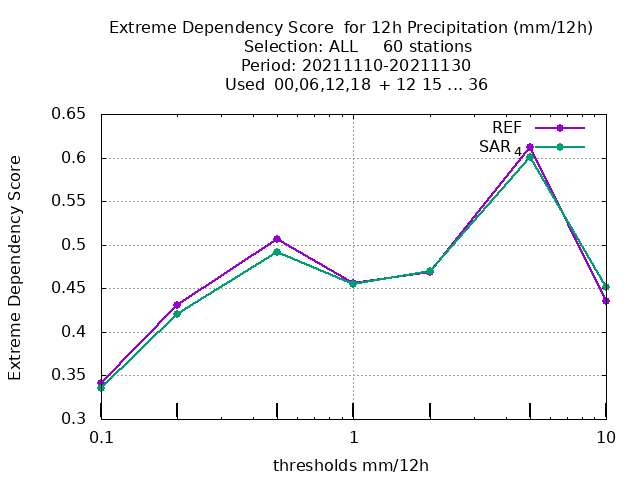 Extreme Dependency Score  for 12h Precipitation (mm/12h)
Selection: ALL     60 stations
Period: 20211110-20211130
Used  00,06,12,18  + 12 15 ... 36
REF
SAR 4
Extreme Dependency Score
0.65
0.6
0.55
0.5
0.45
0.4
0.35
0.3
0.1
1
10
thresholds mm/12h